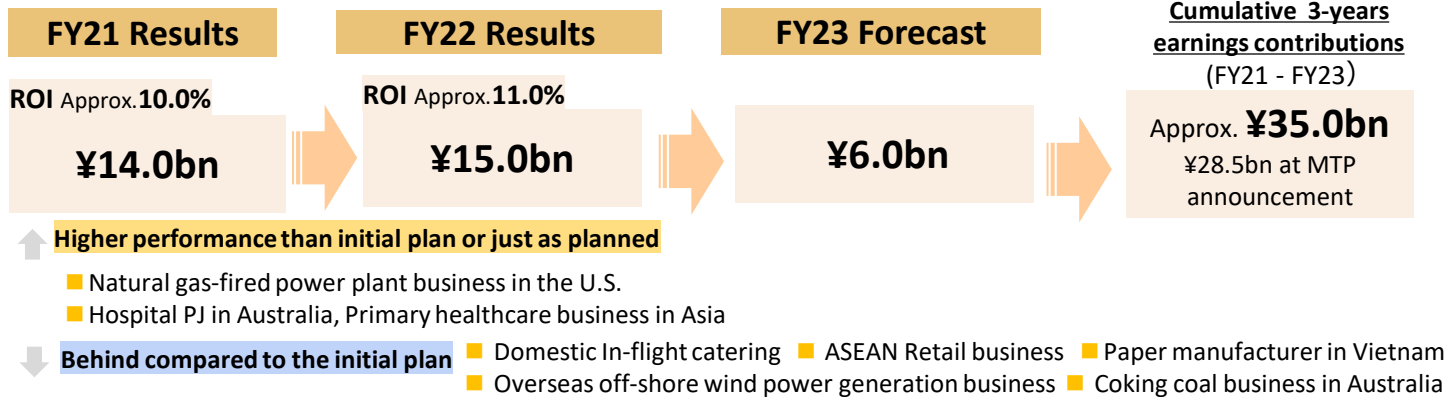 FY21 Results
FY22 Results
FY23 Forecast
Cumulative 3-years
earnings contributions
(FY21 - FY23)
ROI Approx.10.0%
¥14.0bn
ROI Approx.11.0%
¥15.0bn
¥6.0bn
Approx. ¥35.0bn
¥28.5bn at MTP
announcement
Higher performance than initial plan or just as planned
Natural gas-fired power plant business in the U.S.
Hospital PJ in Australia, Primary healthcare business in Asia
Behind compared to the initial plan
Domestic In-flight catering ASEAN Retail business Paper manufacturer in Vietnam
Overseas off-shore wind power generation business Coking coal business in Australia